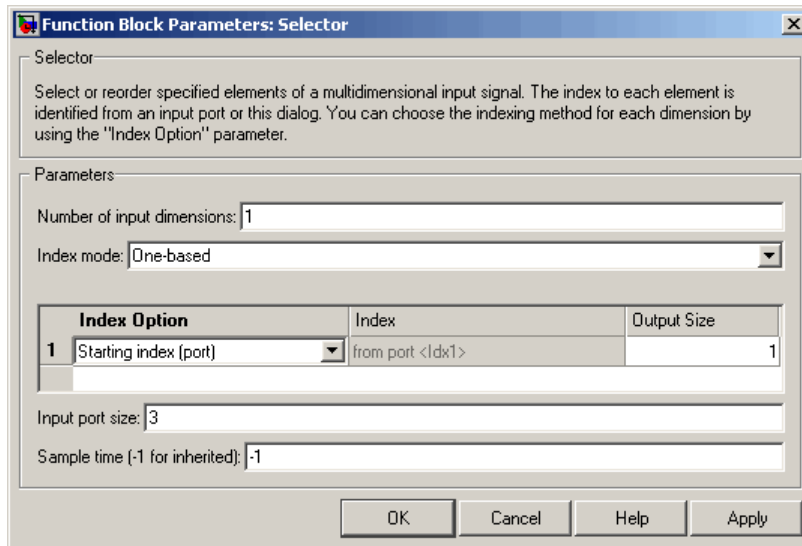 Function Block Parameters: Selector
Selector
Select or reorder specified elements of a multidimensional input signal. The index to each element is
identified from an input port or this dialog. You can choose the indexing method for each dimension by
using the "Index Option" parameter.
Parameters
Number of input dimensions: 1
Index mode: One-based
Index Option Index Output Size
1 Starting index (port) from port <Idx1> 1
Input port size: 3
Sample time (-1 for inherited): -1
OK Cancel Help Apply